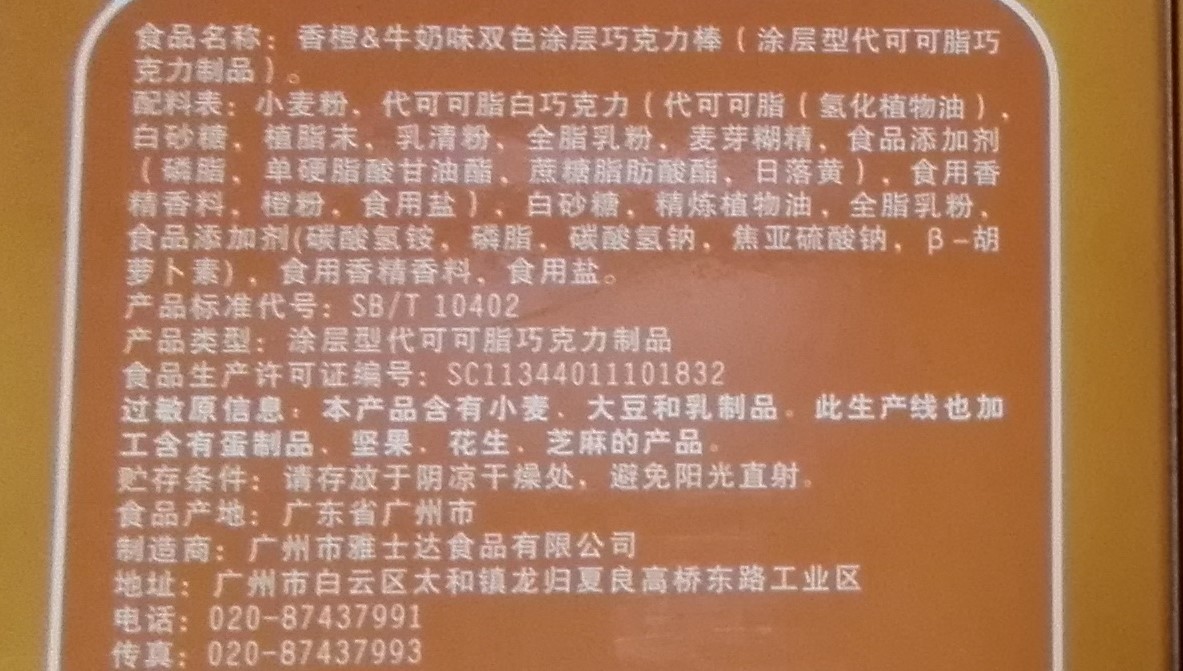 食品名称：香橙&牛奶味双色涂层巧克力棒（涂层型代可可脂巧
克力制品）。
配料表：小麦粉、代可可脂白巧克力（代可可脂（氢化植物油）、
白砂糖、植脂末、乳清粉、全脂乳粉、麦芽糊精、食品添加剂
（磷脂、单硬脂酸甘油酯、蔗糖脂肪酸酯、日落黄）、食用香
精香料、橙粉、食用盐）、白砂糖、精炼植物油、全脂乳粉、
食品添加剂(碳酸氢铵、磷脂、碳酸氢钠、焦亚硫酸钠、β-胡
萝卜素)、食用香精香料、食用盐。
产品标准代号：SB/T 10402
产品类型：涂层型代可可脂巧克力制品
食品生产许可证编号：SC11344011101832
过敏原信息：本产品含有小麦、大豆和乳制品。此生产线也加
工含有蛋制品、坚果、花生、芝麻的产品。
贮存条件：请存放于阴凉干燥处，避免阳光直射。
食品产地：广东省广州市
制造商：广州市雅士达食品有限公司
地址：广州市白云区太和镇龙归夏良高桥东路工业区
电话：020-87437991
传真：020-87437993